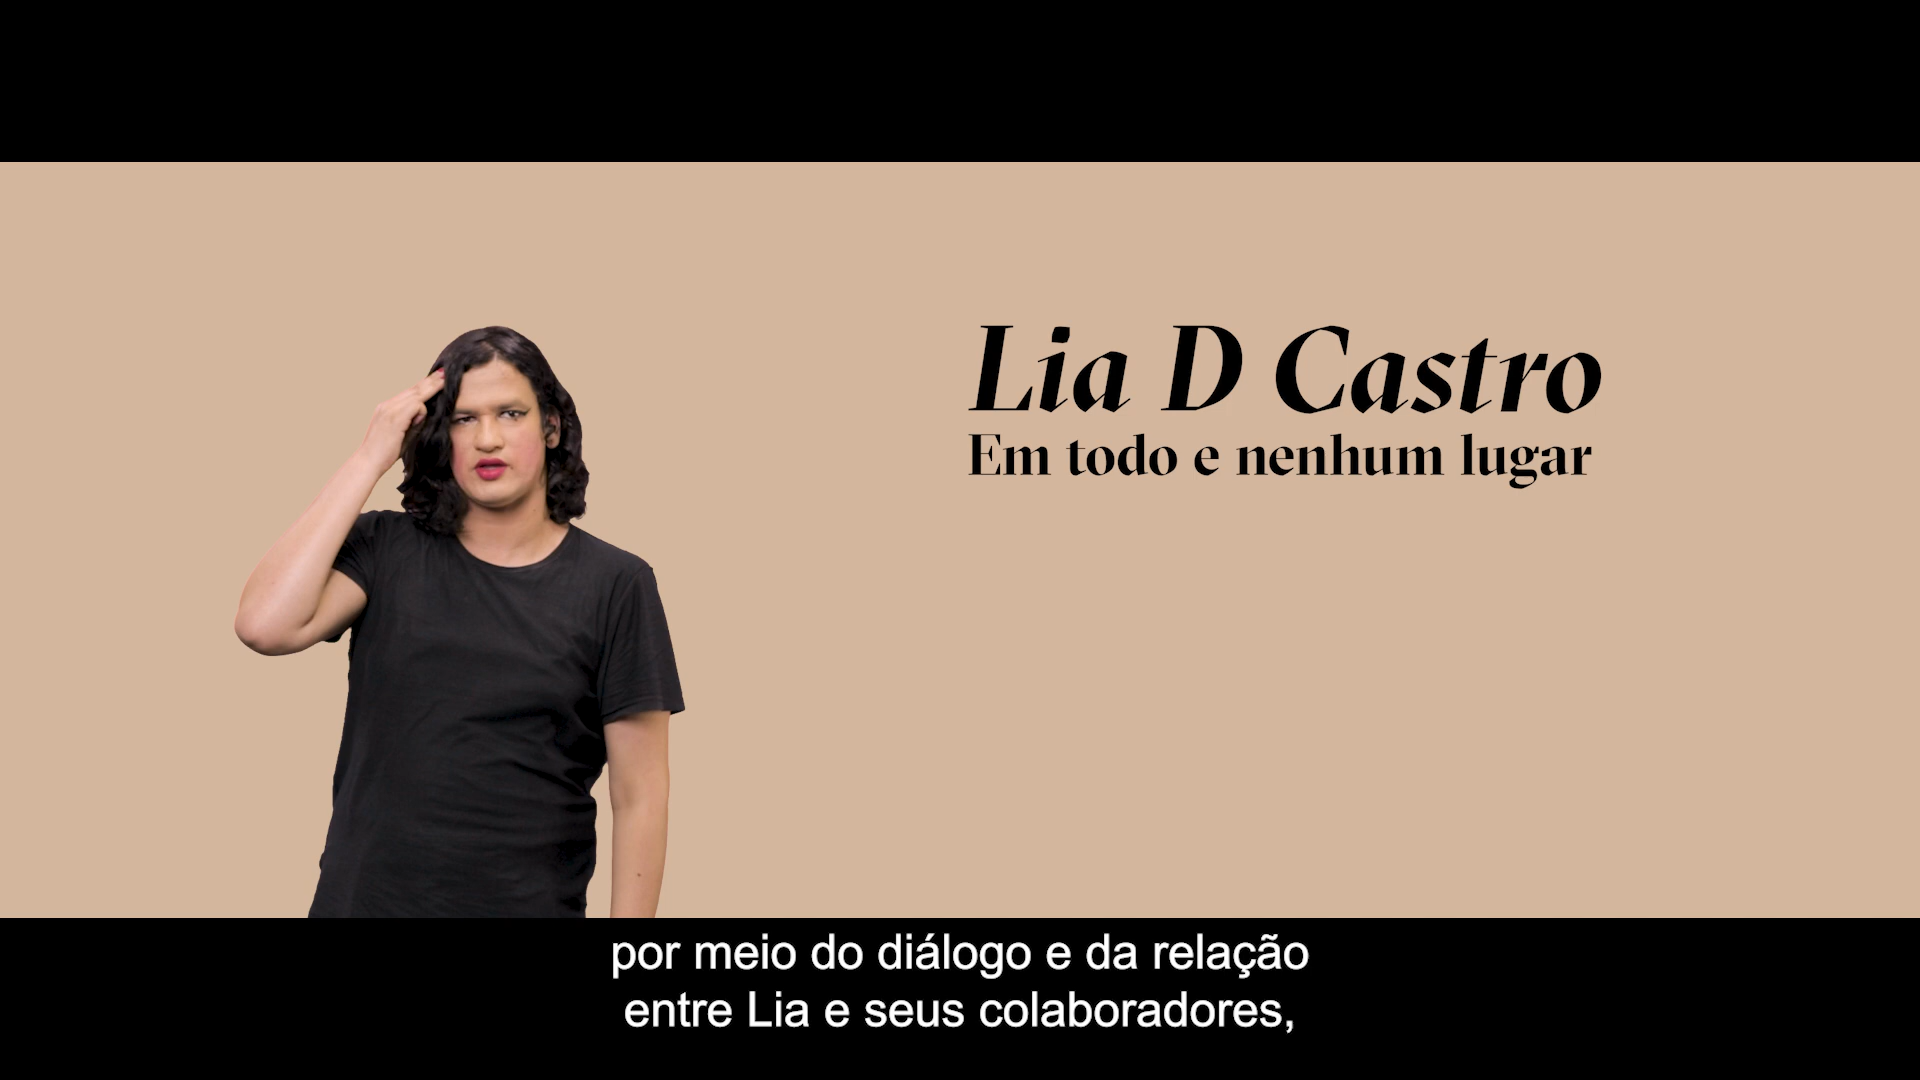 Lia D Castro
Em todo e nenhum lugar
por meio do diálogo e da relação
entre Lia e seus colaboradores,